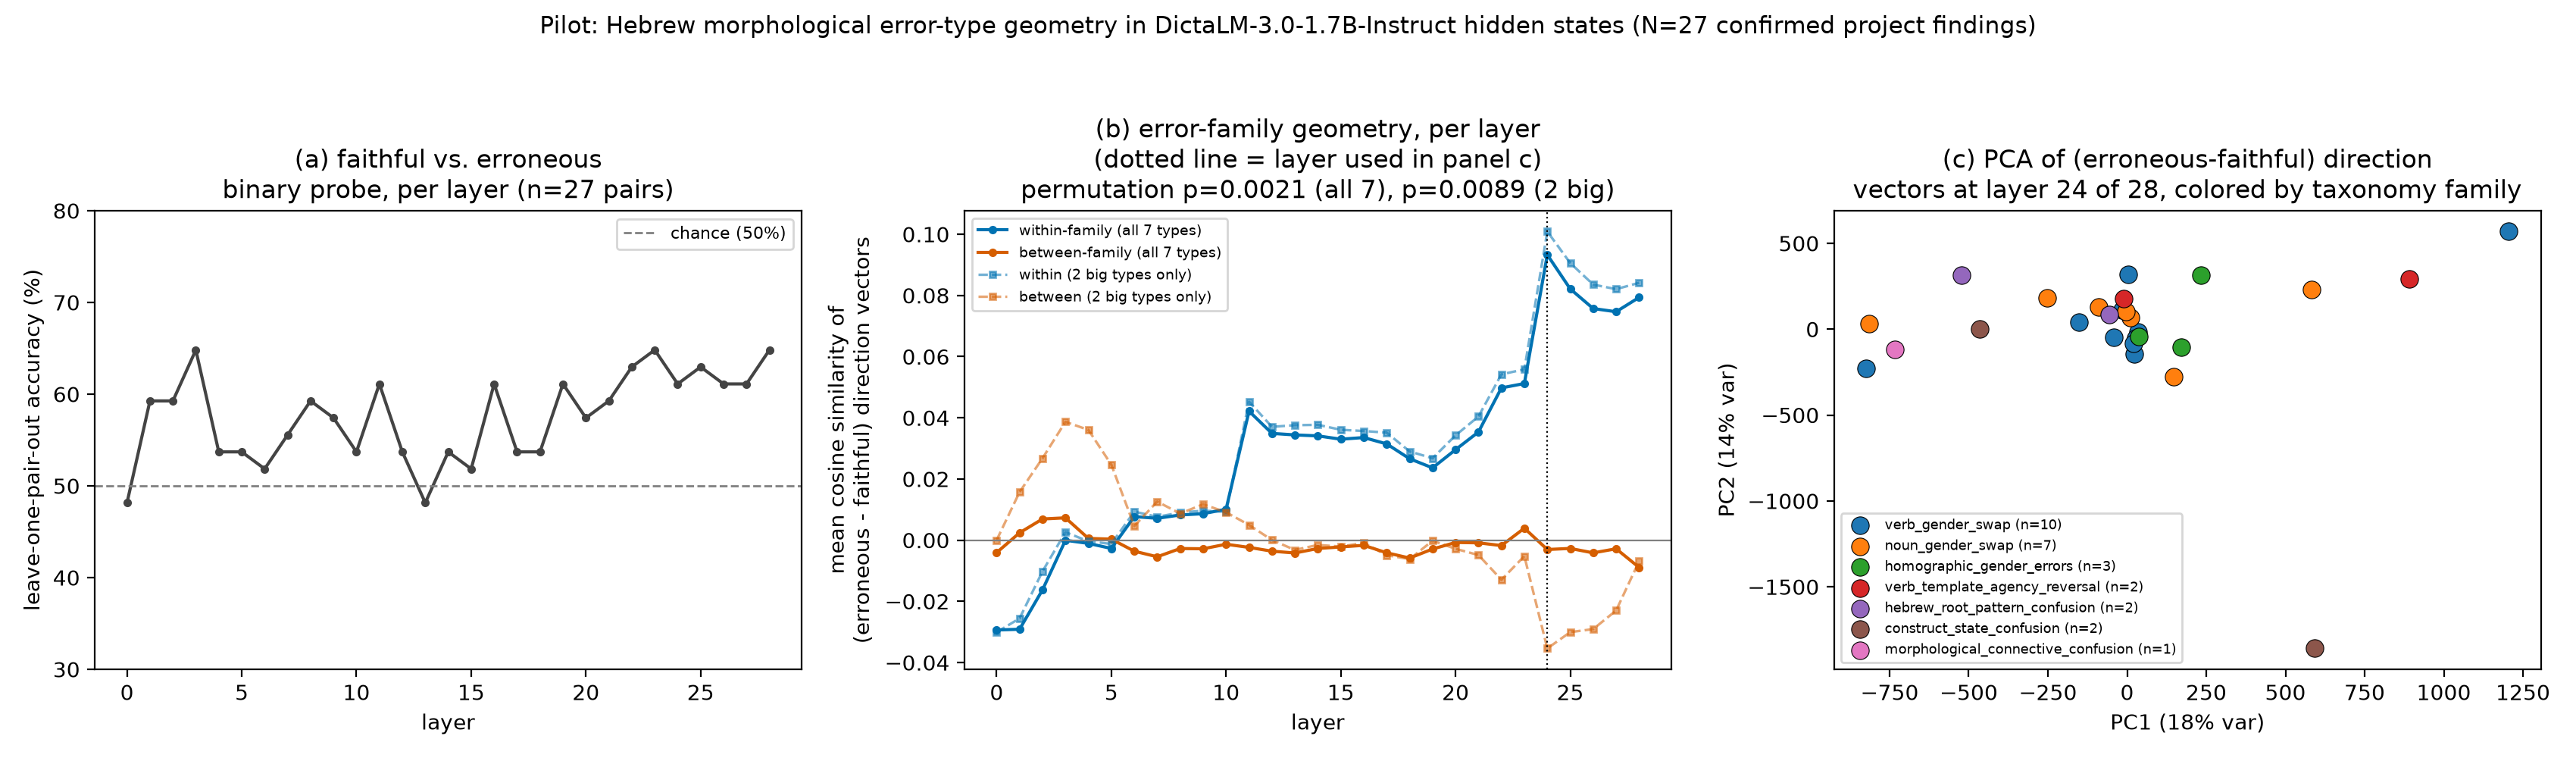 Pilot: Hebrew morphological error-type geometry in DictaLM-3.0-1.7B-Instruct hidden states (N=27 confirmed project findings)
(a) faithful vs. erroneous
binary probe, per layer (n=27 pairs)
leave-one-pair-out accuracy (%)
80
70
60
50
40
30
chance (50%)
0
5
10
15
20
25
layer
(b) error-family geometry, per layer
(dotted line = layer used in panel c)
permutation p=0.0021 (all 7), p=0.0089 (2 big)
mean cosine similarity of
(erroneous - faithful) direction vectors
0.10
0.08
0.06
0.04
0.02
0.00
−0.02
−0.04
within-family (all 7 types)
between-family (all 7 types)
within (2 big types only)
between (2 big types only)
0
5
10
15
20
25
layer
(c) PCA of (erroneous-faithful) direction
vectors at layer 24 of 28, colored by taxonomy family
PC2 (14% var)
500
0
−500
−1000
−1500
verb_gender_swap (n=10)
noun_gender_swap (n=7)
homographic_gender_errors (n=3)
verb_template_agency_reversal (n=2)
hebrew_root_pattern_confusion (n=2)
construct_state_confusion (n=2)
morphological_connective_confusion (n=1)
−750
−500
−250
0
250
500
750
1000
1250
PC1 (18% var)